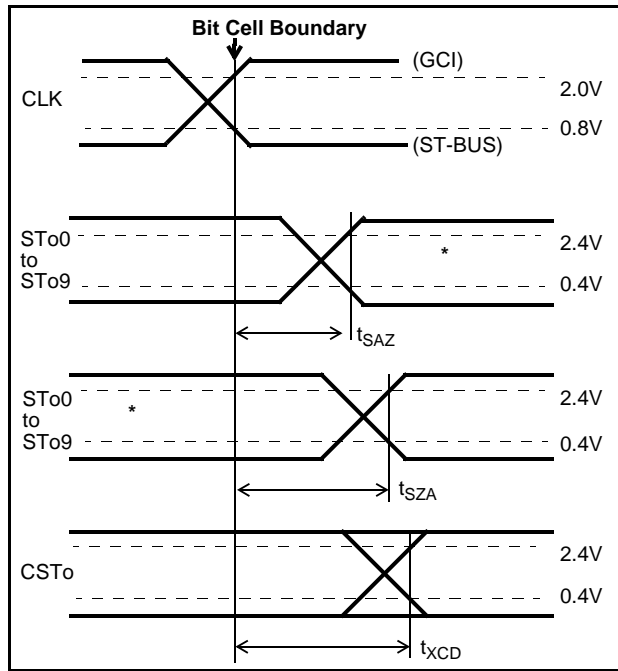 Bit Cell Boundary
(GCI)
CLK
2.0V
0.8V
(ST-BUS)
STo0
to
STo9
2.4V
*
0.4V
tSAZ
STo0
to
STo9
*
2.4V
0.4V
tSZA
CSTo
2.4V
0.4V
tXCD